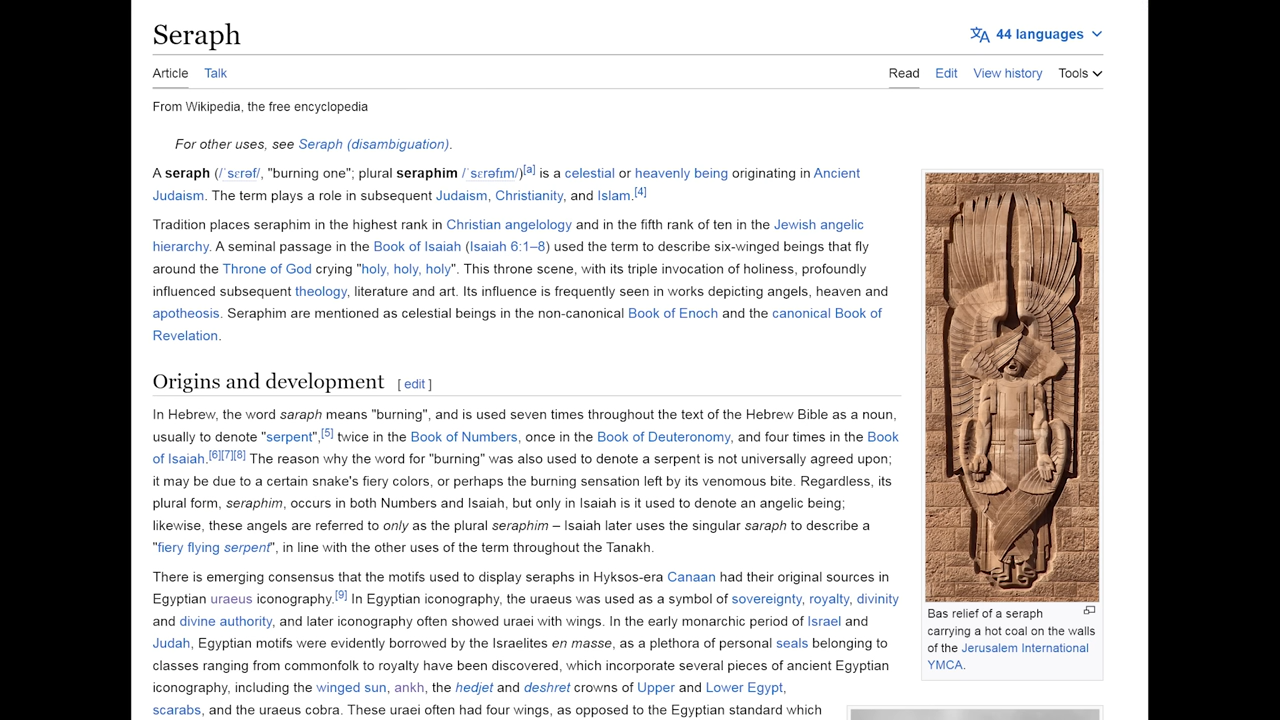 Seraph
44 languages
Article Talk Read Edit View history Tools
From Wikipedia, the free encyclopedia
For other uses, see Seraph (disambiguation).
A seraph (/ˈsɛrəf/, "burning one"; plural seraphim /ˈsɛrəfɪm/)[a] is a celestial or heavenly being originating in Ancient
Judaism. The term plays a role in subsequent Judaism, Christianity, and Islam.[4]
Tradition places seraphim in the highest rank in Christian angelology and in the fifth rank of ten in the Jewish angelic
hierarchy. A seminal passage in the Book of Isaiah (Isaiah 6:1–8) used the term to describe six-winged beings that fly
around the Throne of God crying "holy, holy, holy". This throne scene, with its triple invocation of holiness, profoundly
influenced subsequent theology, literature and art. Its influence is frequently seen in works depicting angels, heaven and
apotheosis. Seraphim are mentioned as celestial beings in the non-canonical Book of Enoch and the canonical Book of
Revelation.
Origins and development [ edit ]
In Hebrew, the word saraph means "burning", and is used seven times throughout the text of the Hebrew Bible as a noun,
usually to denote "serpent",[5] twice in the Book of Numbers, once in the Book of Deuteronomy, and four times in the Book
of Isaiah.[6][7][8] The reason why the word for "burning" was also used to denote a serpent is not universally agreed upon;
it may be due to a certain snake's fiery colors, or perhaps the burning sensation left by its venomous bite. Regardless, its
plural form, seraphim, occurs in both Numbers and Isaiah, but only in Isaiah is it used to denote an angelic being;
likewise, these angels are referred to only as the plural seraphim – Isaiah later uses the singular saraph to describe a
"fiery flying serpent", in line with the other uses of the term throughout the Tanakh.
There is emerging consensus that the motifs used to display seraphs in Hyksos-era Canaan had their original sources in
Egyptian uraeus iconography.[9] In Egyptian iconography, the uraeus was used as a symbol of sovereignty, royalty, divinity
and divine authority, and later iconography often showed uraei with wings. In the early monarchic period of Israel and
Judah, Egyptian motifs were evidently borrowed by the Israelites en masse, as a plethora of personal seals belonging to
classes ranging from commonfolk to royalty have been discovered, which incorporate several pieces of ancient Egyptian
iconography, including the winged sun, ankh, the hedjet and deshret crowns of Upper and Lower Egypt,
scarabs, and the uraeus cobra. These uraei often had four wings, as opposed to the Egyptian standard which
Bas relief of a seraph
carrying a hot coal on the walls
of the Jerusalem International
YMCA.